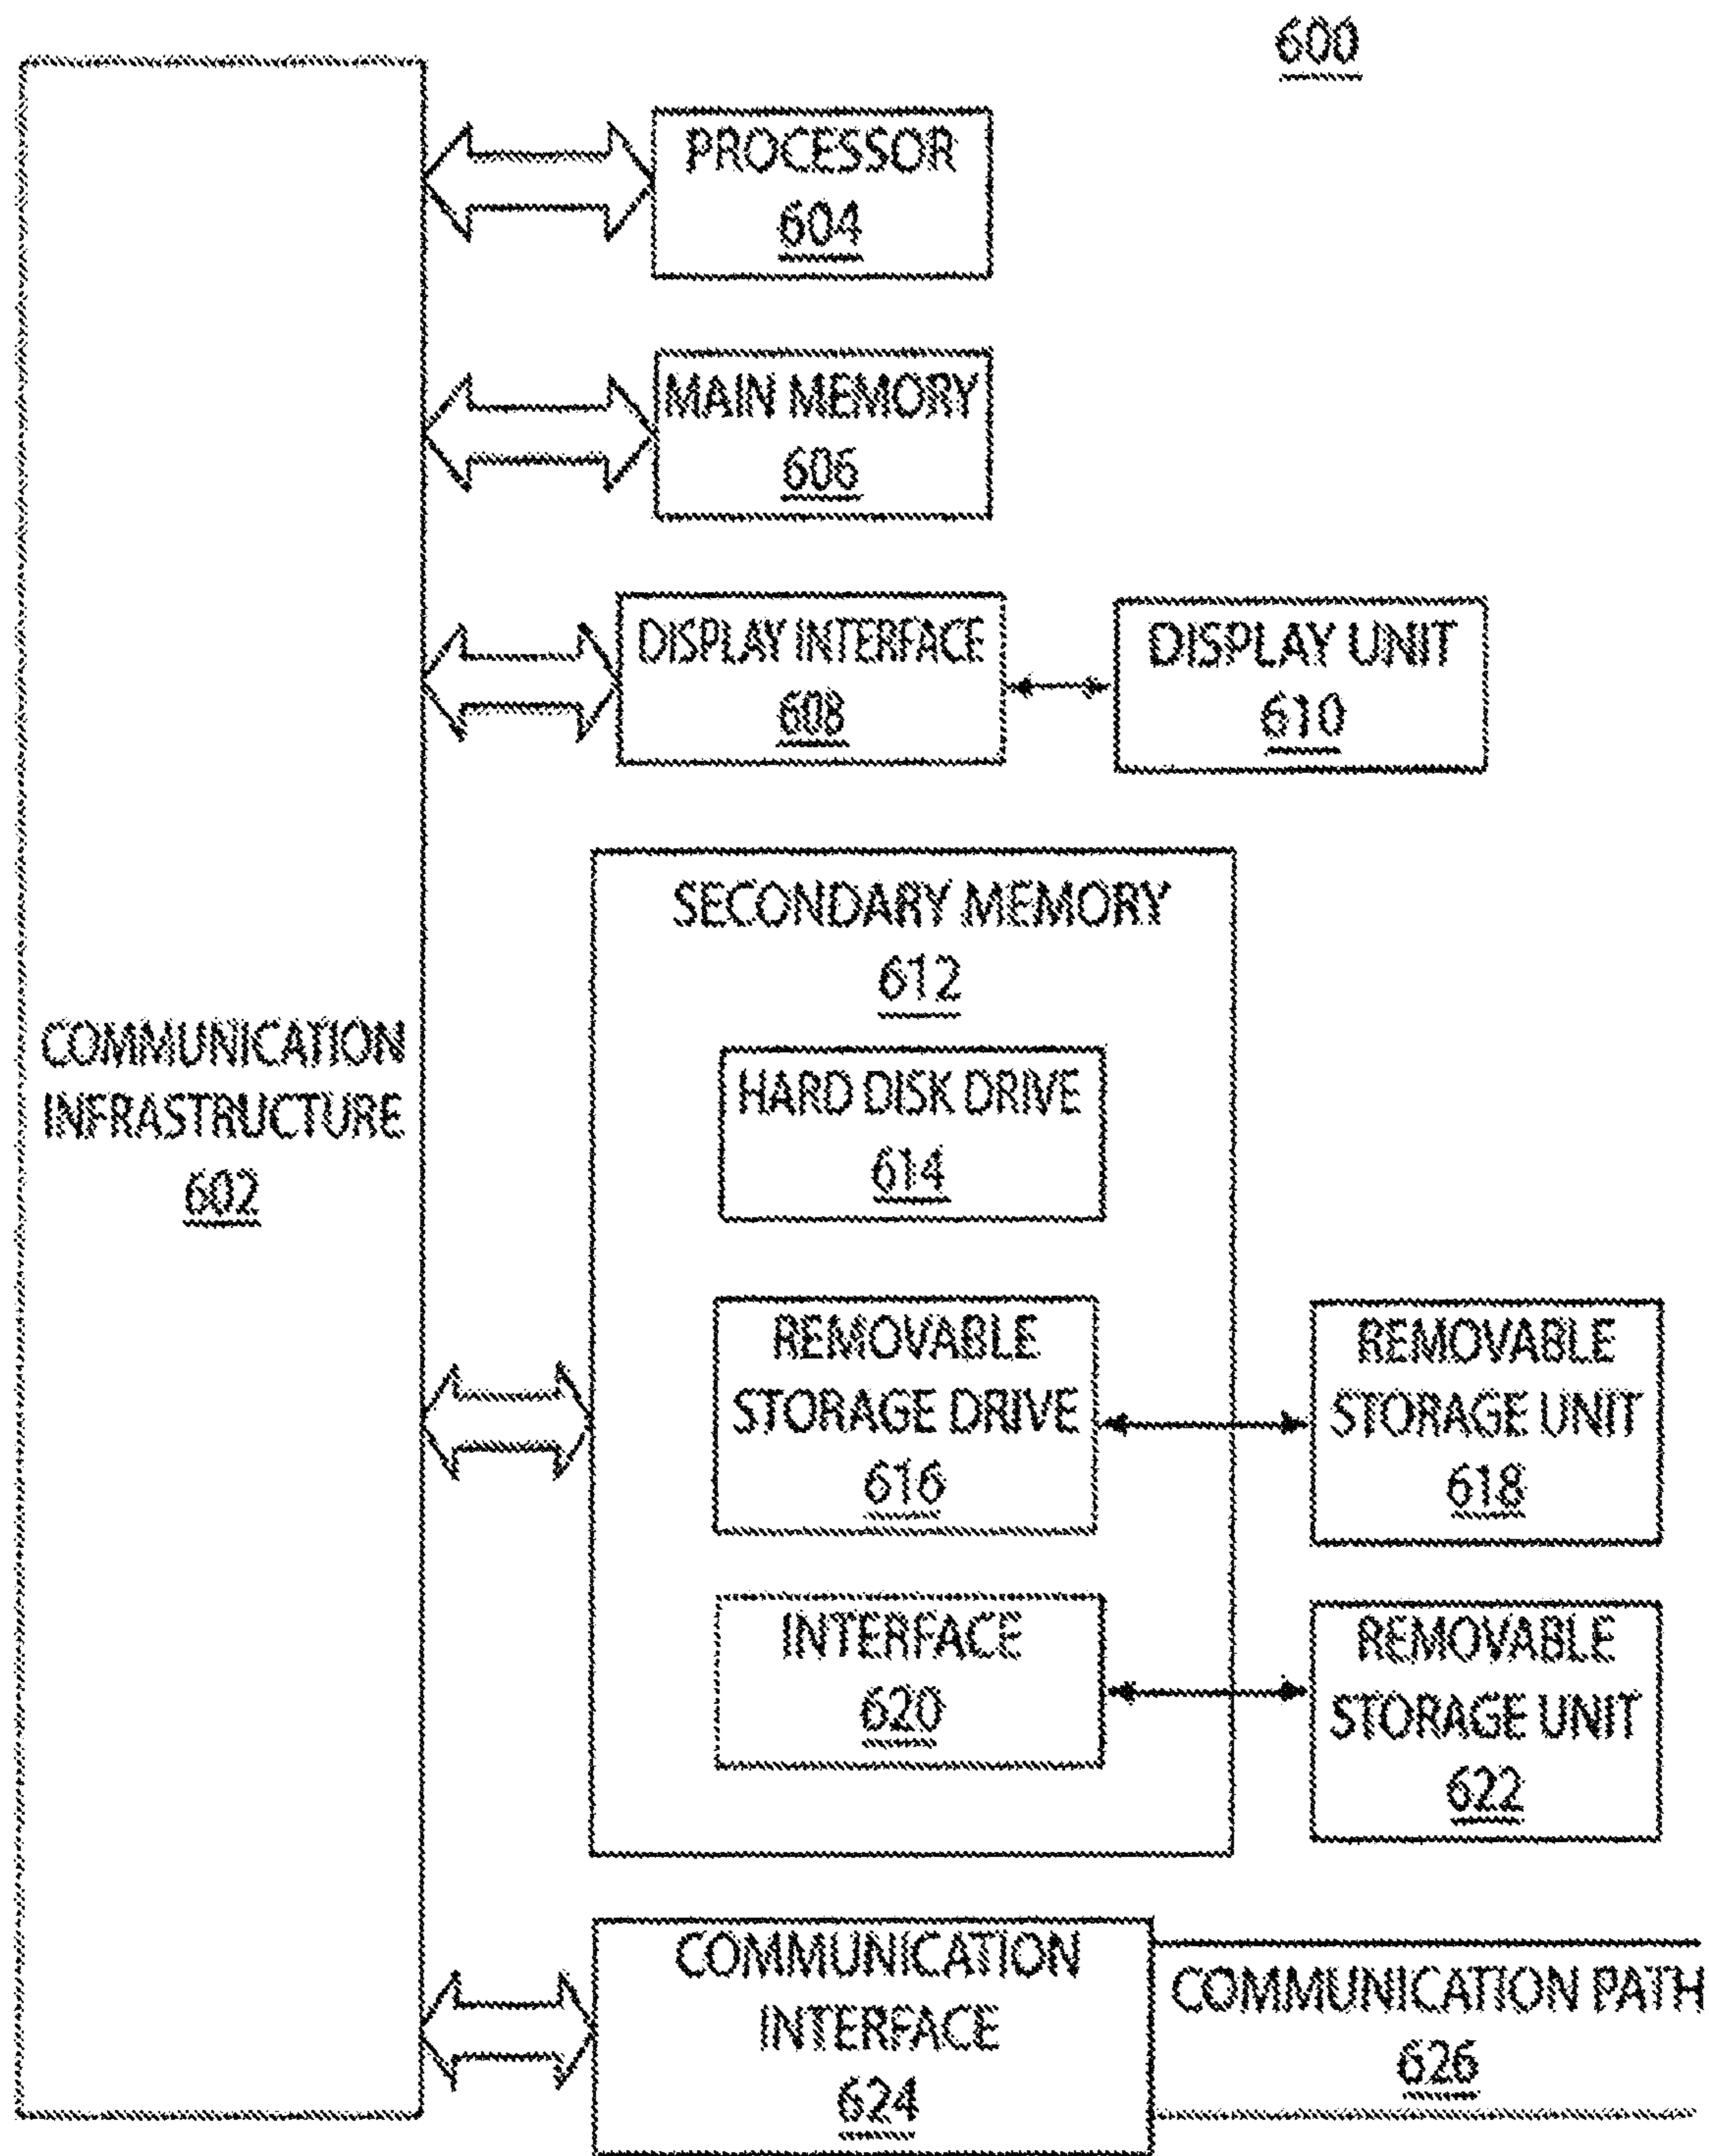 600
PROCESSOR
604
MAIN MEMORY
606
DISPLAY INTERFACE
608
DISPLAY UNIT
610
SECONDARY MEMORY
612
COMMUNICATION
INFRASTRUCTURE
602
HARD DISK DRIVE
614
REMOVABLE
STORAGE DRIVE
616
REMOVABLE
STORAGE UNIT
618
INTERFACE
620
REMOVABLE
STORAGE UNIT
622
COMMUNICATION
INTERFACE
624
COMMUNICATION PATH
626